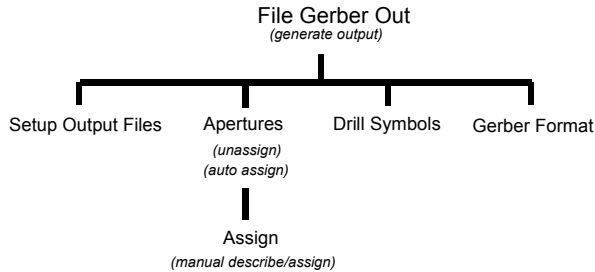 File Gerber Out
(generate output)
Setup Output Files
Apertures
(unassign)
(auto assign)
Drill Symbols
Gerber Format
Assign
(manual describe/assign)